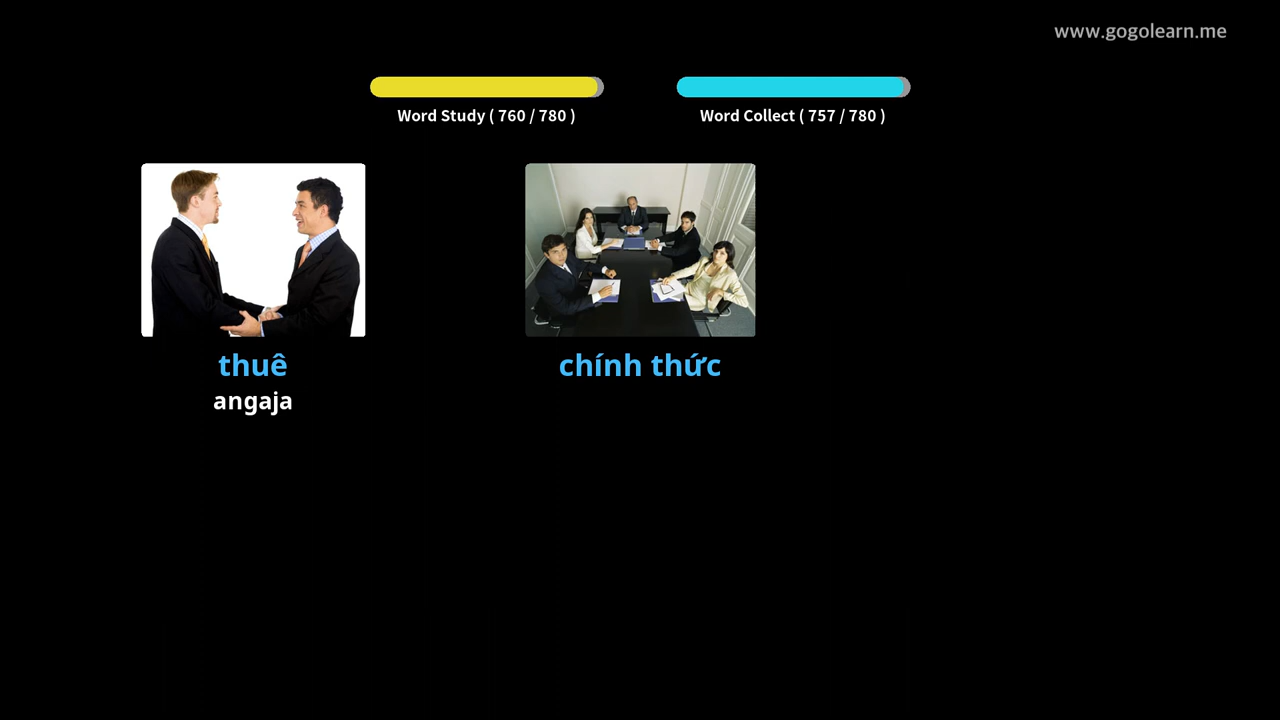 www.gogolearn.me
Word Study ( 760 / 780 )
Word Collect ( 757 / 780 )
thuê
chính thức
angaja